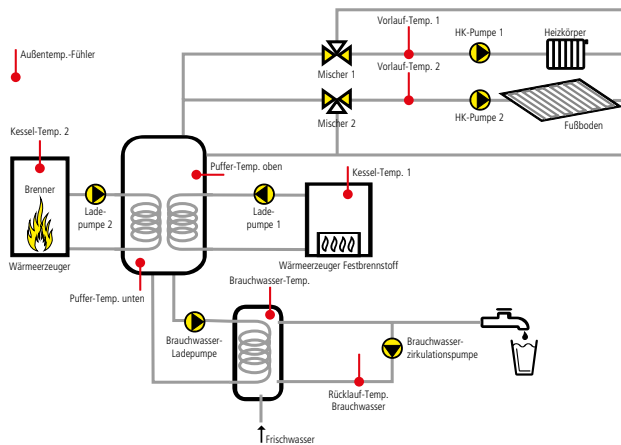 Außentemp.-Fühler
Vorlauf-Temp. 1
HK-Pumpe 1
Heizkörper
Mischer 1
Vorlauf-Temp. 2
Mischer 2
HK-Pumpe 2
Fußboden
Kessel-Temp. 2
Brenner
Wärmeerzeuger
Lade-
pumpe 2
Puffer-Temp. oben
Lade-
pumpe 1
Kessel-Temp. 1
Wärmeerzeuger Festbrennstoff
Puffer-Temp. unten
Brauchwasser-Temp.
Brauchwasser-
Ladepumpe
Brauchwasser-
zirkulationspumpe
Rücklauf-Temp.
Brauchwasser
Frischwasser